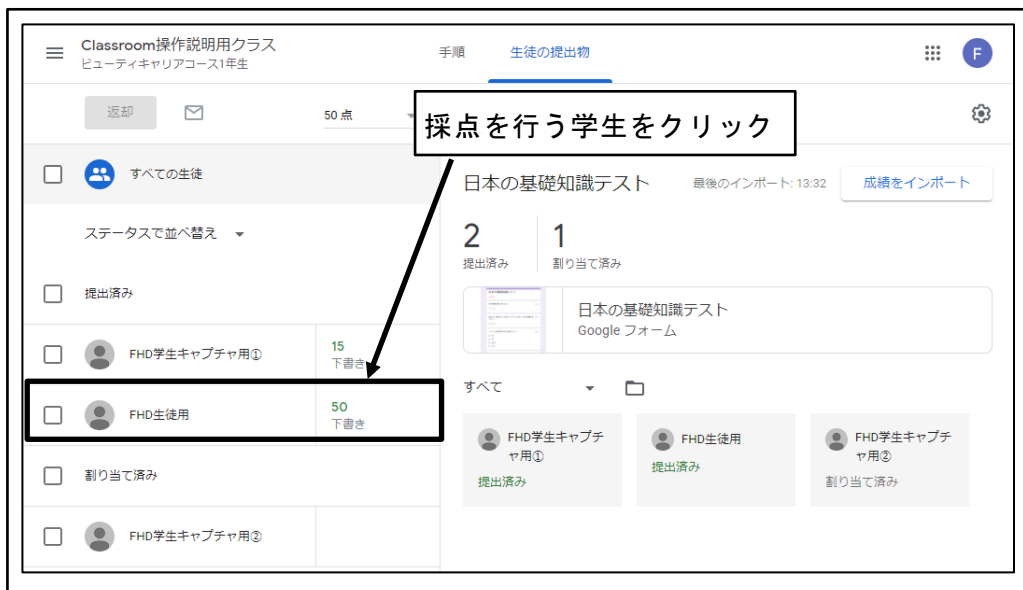 Classroom操作説明用クラス
ビューティキャリアコース1年生
手順
生徒の提出物
F
返却
50 点
採点を行う学生をクリック
すべての生徒
ステータスで並べ替え
提出済み
FHD学生キャプチャ用①
15
下書き
FHD生徒用
50
下書き
割り当て済み
FHD学生キャプチャ用②
日本の基礎知識テスト
最後のインポート: 13:32
成績をインポート
2
提出済み
1
割り当て済み
日本の基礎知識テスト
Google フォーム
すべて
FHD学生キャプチ
ャ用①
提出済み
FHD生徒用
提出済み
FHD学生キャプチ
ャ用②
割り当て済み